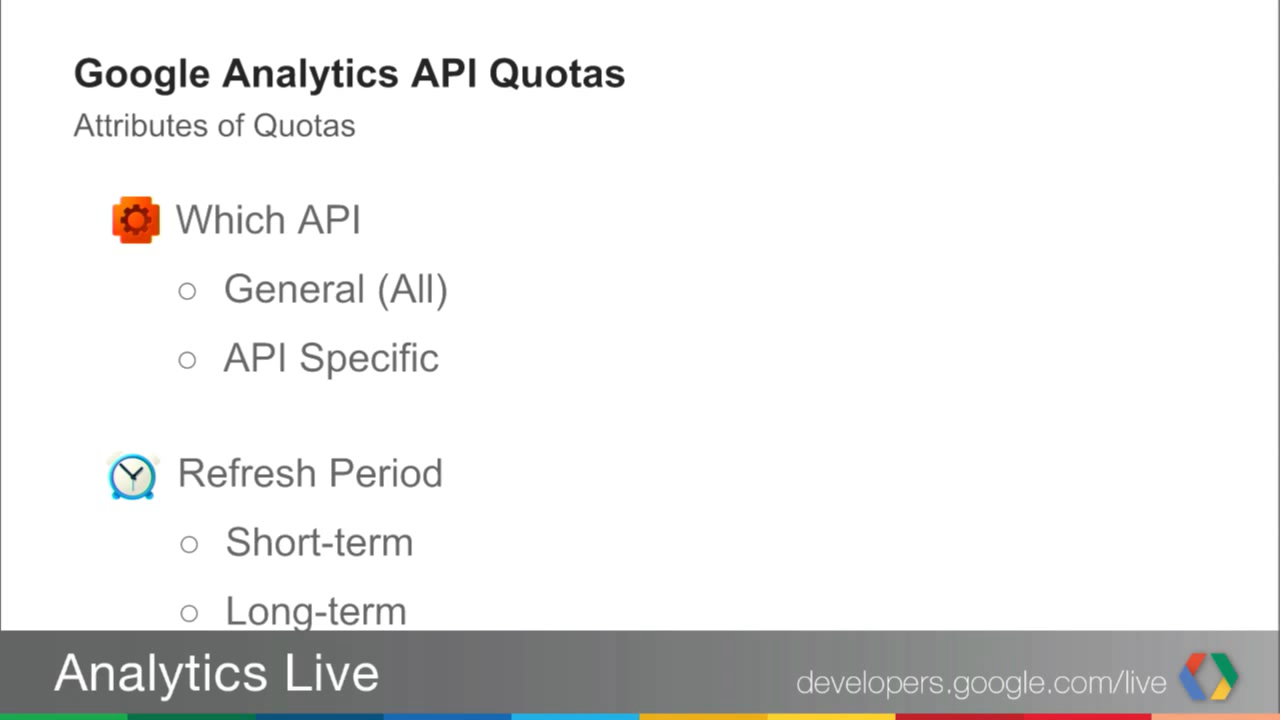 Google Analytics API Quotas
Attributes of Quotas
Which API
○ General (All)
○ API Specific
Refresh Period
○ Short-term
○ Long-term
Analytics Live
developers.google.com/live